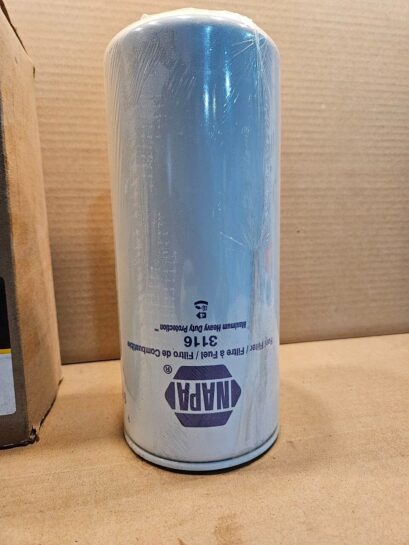 NAPA®
Fuel Filter / Filtre à Fuel / Filtro de Combustible
3116
Maximum Heavy Duty Protection™